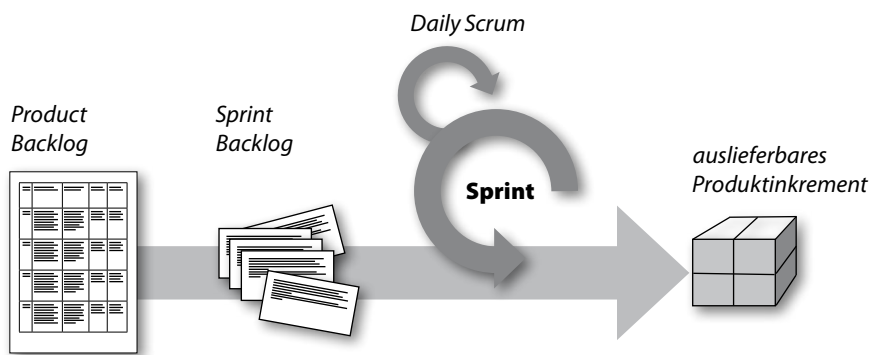 Daily Scrum
Product
Backlog
Sprint
Backlog
Sprint
auslieferbares
Produktinkrement